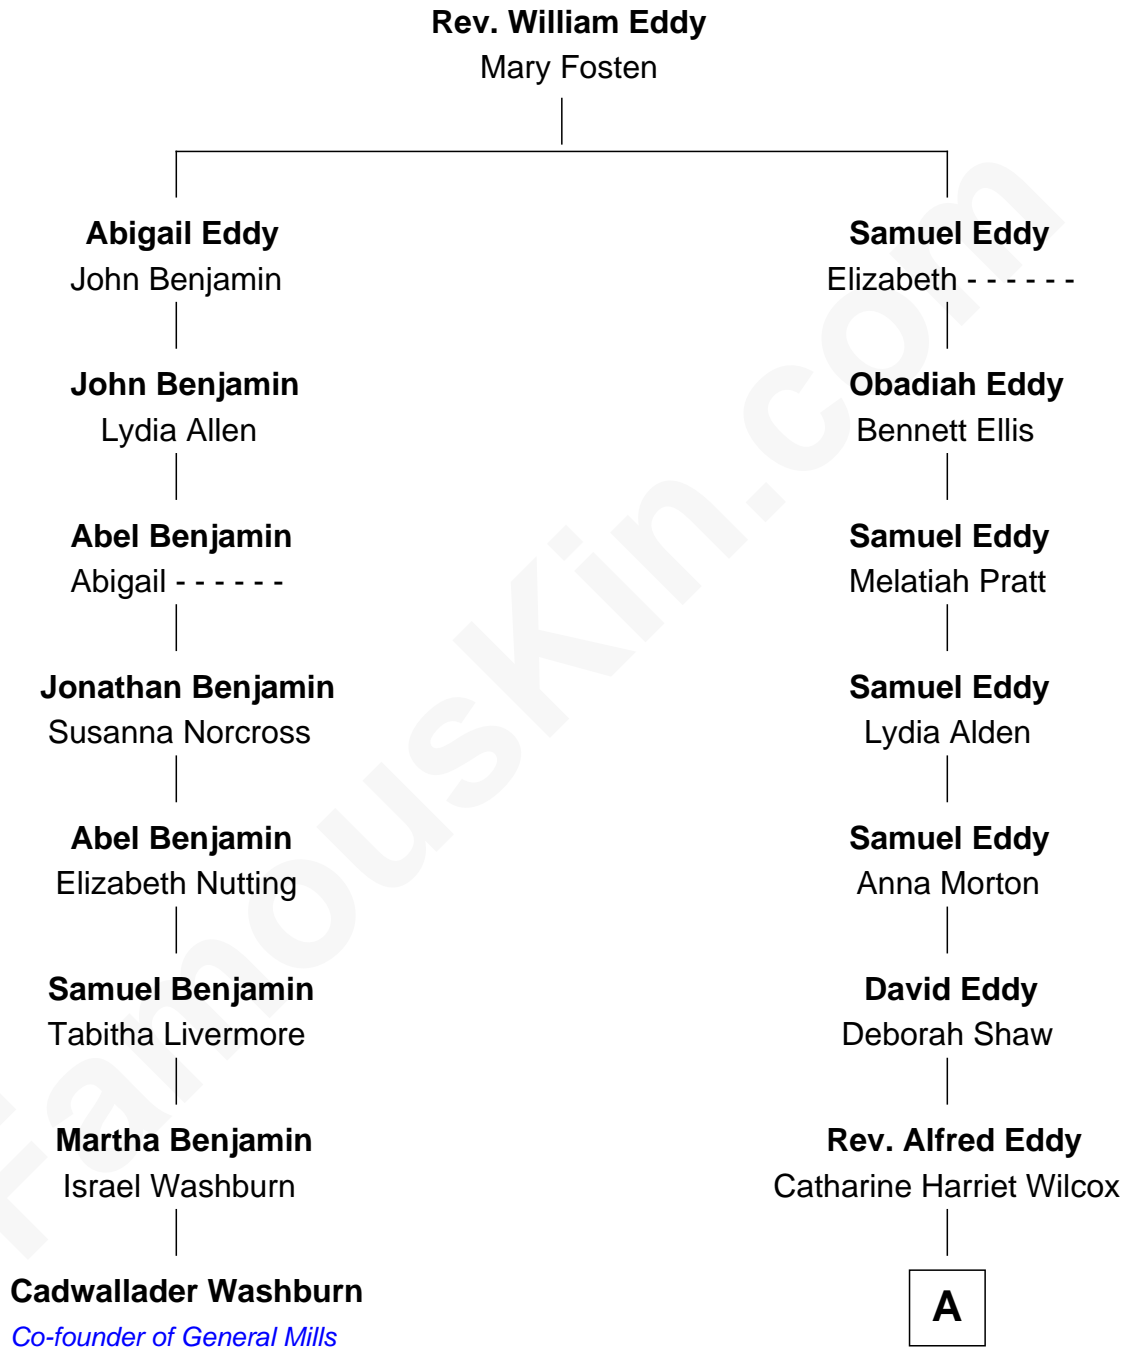 Rev. William Eddy
Mary Fosten
Abigail Eddy
John Benjamin
Samuel Eddy
Elizabeth - - - - - -
John Benjamin
Lydia Allen
Obadiah Eddy
Bennett Ellis
Abel Benjamin
Abigail - - - - - -
Samuel Eddy
Melatiah Pratt
Jonathan Benjamin
Susanna Norcross
Samuel Eddy
Lydia Alden
Abel Benjamin
Elizabeth Nutting
Samuel Eddy
Anna Morton
Samuel Benjamin
Tabitha Livermore
David Eddy
Deborah Shaw
Martha Benjamin
Israel Washburn
Rev. Alfred Eddy
Catharine Harriet Wilcox
Cadwallader Washburn
Co-founder of General Mills
A
FamousKin.com